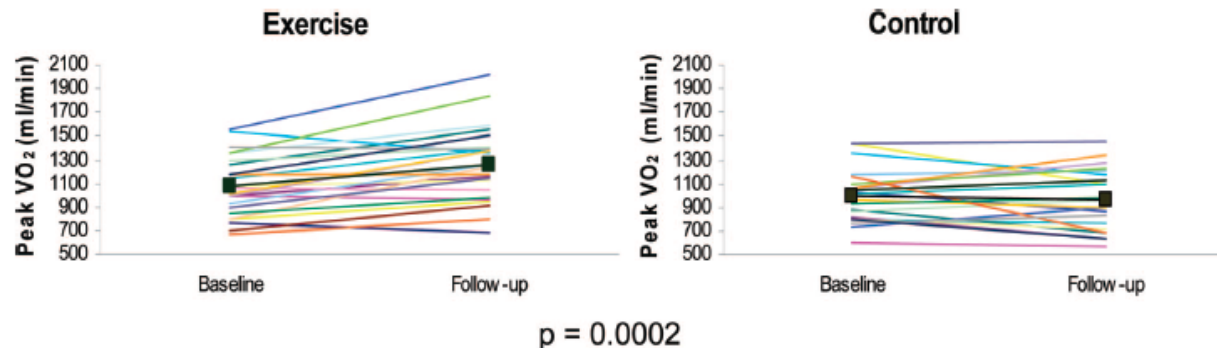 Exercise
Peak VO₂ (ml/min)
2100
1900
1700
1500
1300
1100
900
700
500
Baseline
Follow-up
Control
Peak VO₂ (ml/min)
2100
1900
1700
1500
1300
1100
900
700
500
Baseline
Follow-up
p = 0.0002